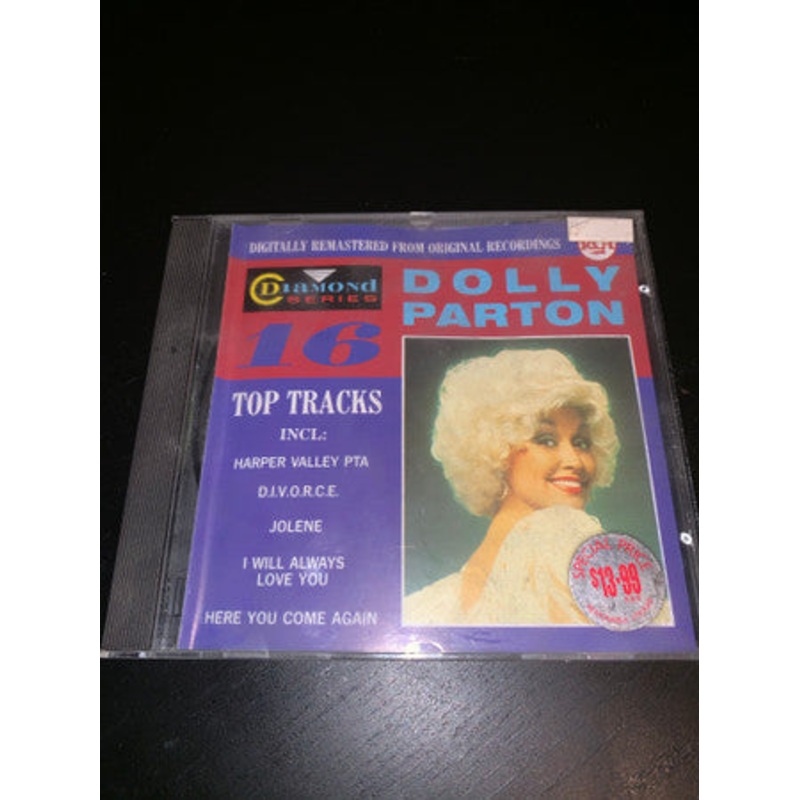 DIGITALLY REMASTERED FROM ORIGINAL RECORDINGS
CD DIAMOND
SERIES
DOLLY
PARTON
16
TOP TRACKS
INCL:
HARPER VALLEY PTA
D.I.V.O.R.C.E.
JOLENE
I WILL ALWAYS
LOVE YOU
HERE YOU COME AGAIN
SPECIAL PRICE
$13.99